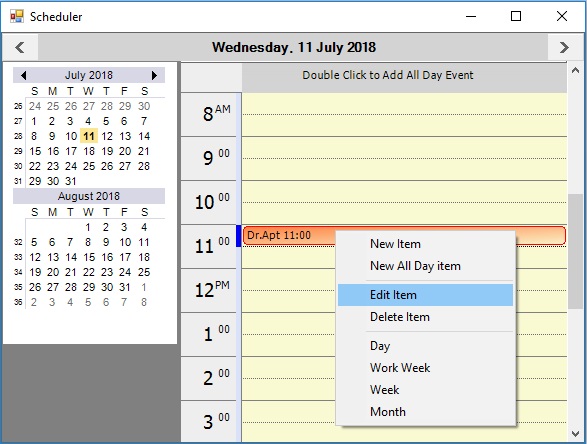 Scheduler
Wednesday, 11 July 2018
July 2018
S M T W T F S
26 24 25 26 27 28 29 30
27 1 2 3 4 5 6 7
28 8 9 10 11 12 13 14
29 15 16 17 18 19 20 21
30 22 23 24 25 26 27 28
31 29 30 31
August 2018
S M T W T F S
1 2 3 4
32 5 6 7 8 9 10 11
33 12 13 14 15 16 17 18
34 19 20 21 22 23 24 25
35 26 27 28 29 30 31 1
36 2 3 4 5 6 7 8
Double Click to Add All Day Event
8 AM
9 00
10 00
11 00
Dr.Apt 11:00
12 PM
1 00
2 00
3 00
New Item
New All Day item
Edit Item
Delete Item
Day
Work Week
Week
Month